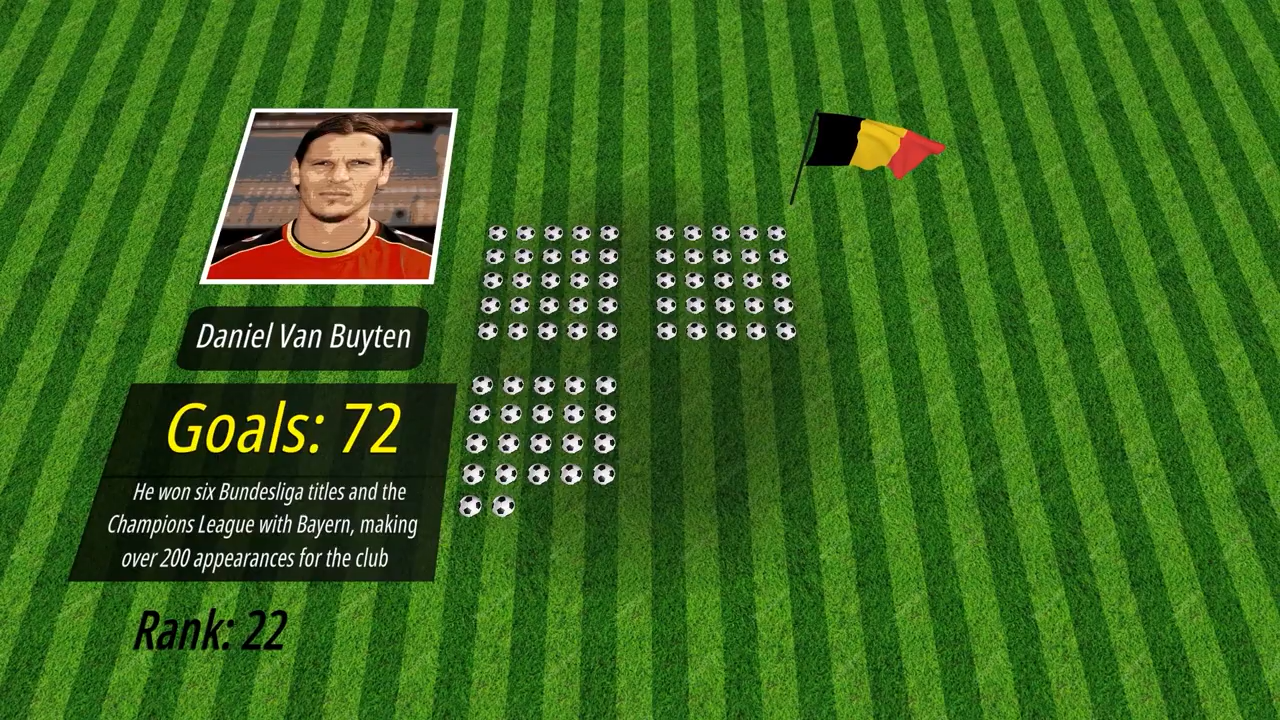 Daniel Van Buyten
Goals: 72
He won six Bundesliga titles and the
Champions League with Bayern, making
over 200 appearances for the club
Rank: 22